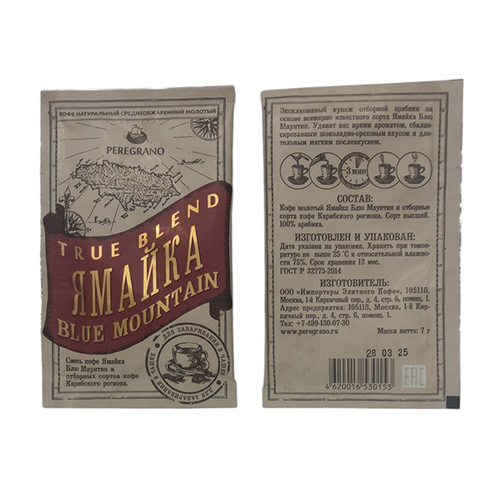 КОФЕ НАТУРАЛЬНЫЙ СРЕДНЕОБЖАРЕННЫЙ МОЛОТЫЙ
PEREGRANO
TRUE BLEND
ЯМАЙКА
BLUE MOUNTAIN
Смесь кофе Ямайка
Блю Маунтин и
отборных сортов кофе
Карибского региона.
ДЛЯ ЗАВАРИВАНИЯ В ЧАШКЕ
ДЛЯ ЗАВАРИВАНИЯ В ЧАШКЕ
Эксклюзивный купаж отборной арабики на
основе всемирно известного сорта Ямайка Блю
Маунтин. Удивит вас ярким ароматом, сбалан-
сированным шоколадно-ореховым вкусом и дли-
тельным мягким послевкусием.
~3 мин
СОСТАВ:
Кофе молотый Ямайка Блю Маунтин и отборные
сорта кофе Карибского региона. Сорт высший.
100% арабика.
ИЗГОТОВЛЕН И УПАКОВАН:
Дата указана на упаковке. Хранить при темпе-
ратуре не выше 25 °C и относительной влажно-
сти 75%. Срок хранения 12 мес.
ГОСТ Р 32775-2014
ИЗГОТОВИТЕЛЬ:
ООО «Импортеры Элитного Кофе», 105118,
Москва, 1-й Кирпичный пер., д. 4, стр. 6, помещ. 1.
Адрес предприятия: 105118, Москва, 1-й Кир-
пичный пер., д. 4, стр. 6, помещ. 1.
Тел.: +7-499-130-07-30
www.peregrano.ru
Масса нетто: 7 г
28 03 25
4 620016 530153
EAC